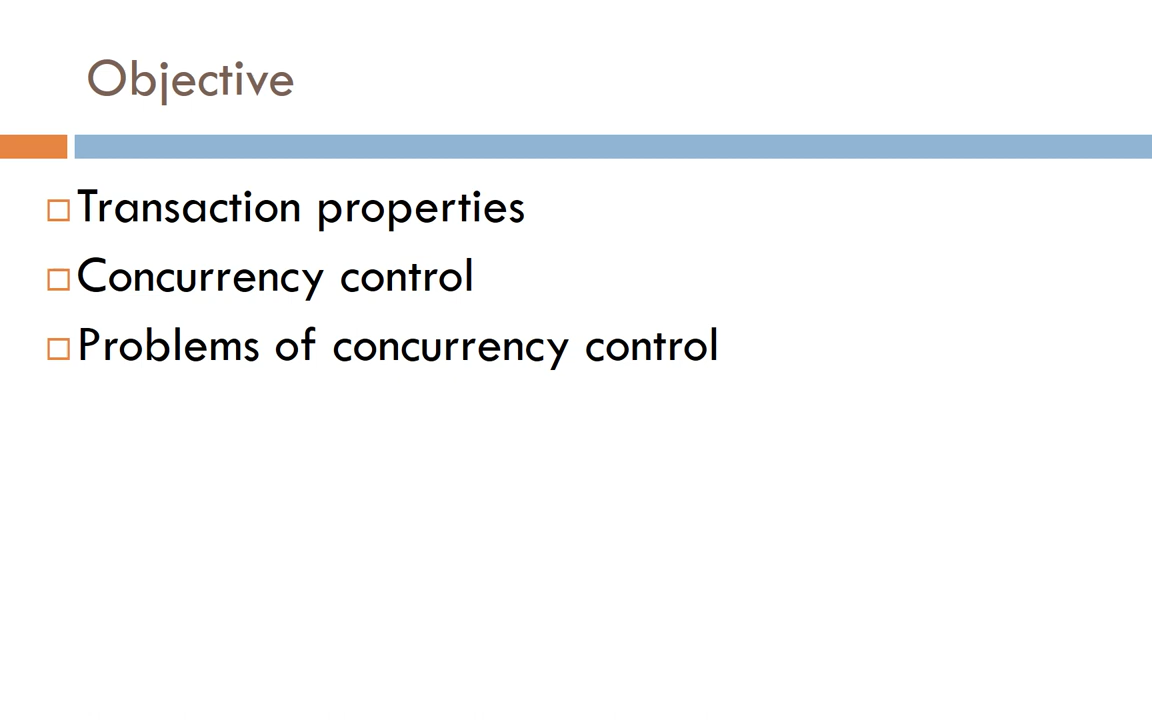 Objective
Transaction properties
Concurrency control
Problems of concurrency control